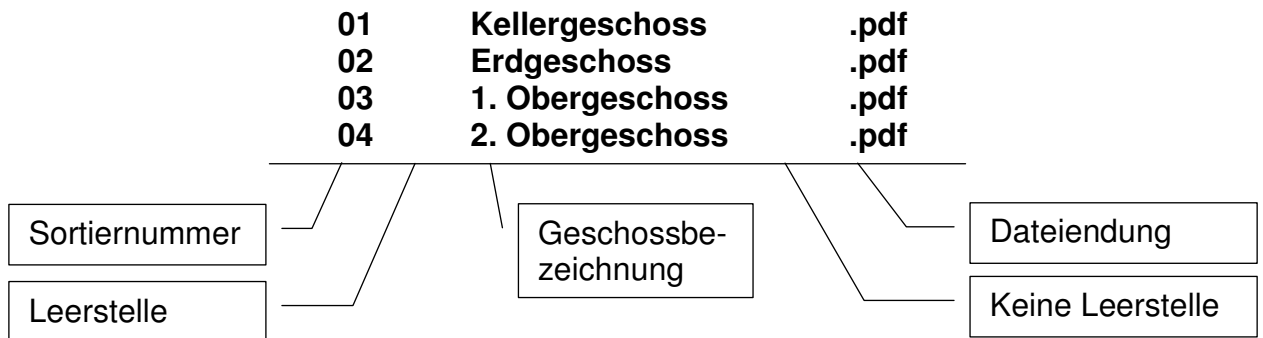 01 Kellergeschoss .pdf
02 Erdgeschoss .pdf
03 1. Obergeschoss .pdf
04 2. Obergeschoss .pdf
Sortiernummer
Leerstelle
Geschossbe-
zeichnung
Dateiendung
Keine Leerstelle